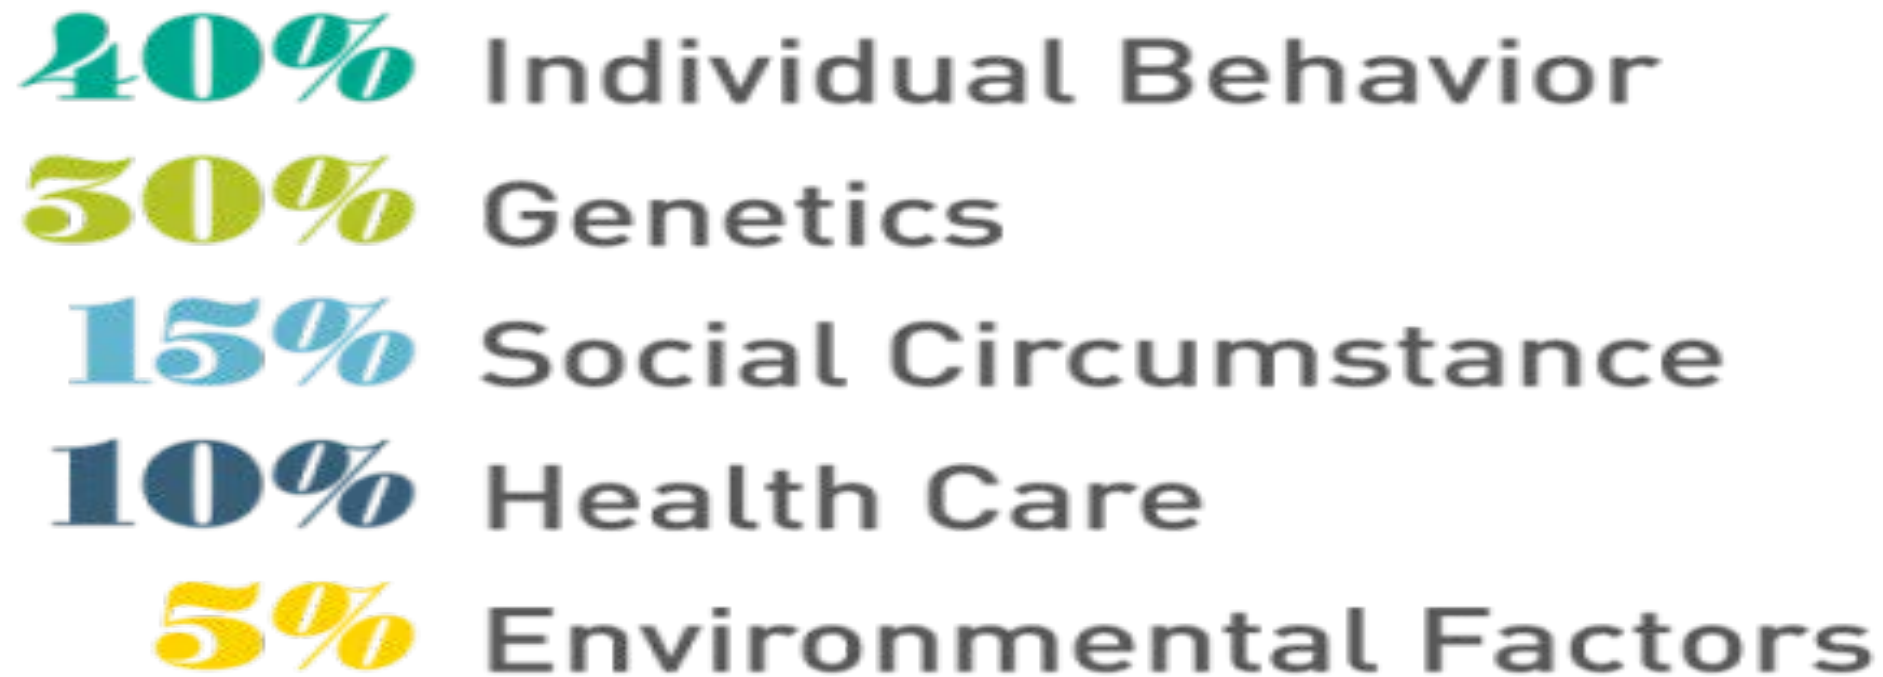 40% Individual Behavior
30% Genetics
15% Social Circumstance
10% Health Care
5% Environmental Factors